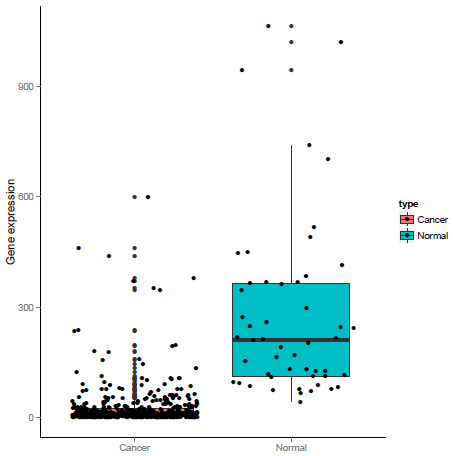 Gene expression
900
600
300
0
Cancer
Normal
type
Cancer
Normal